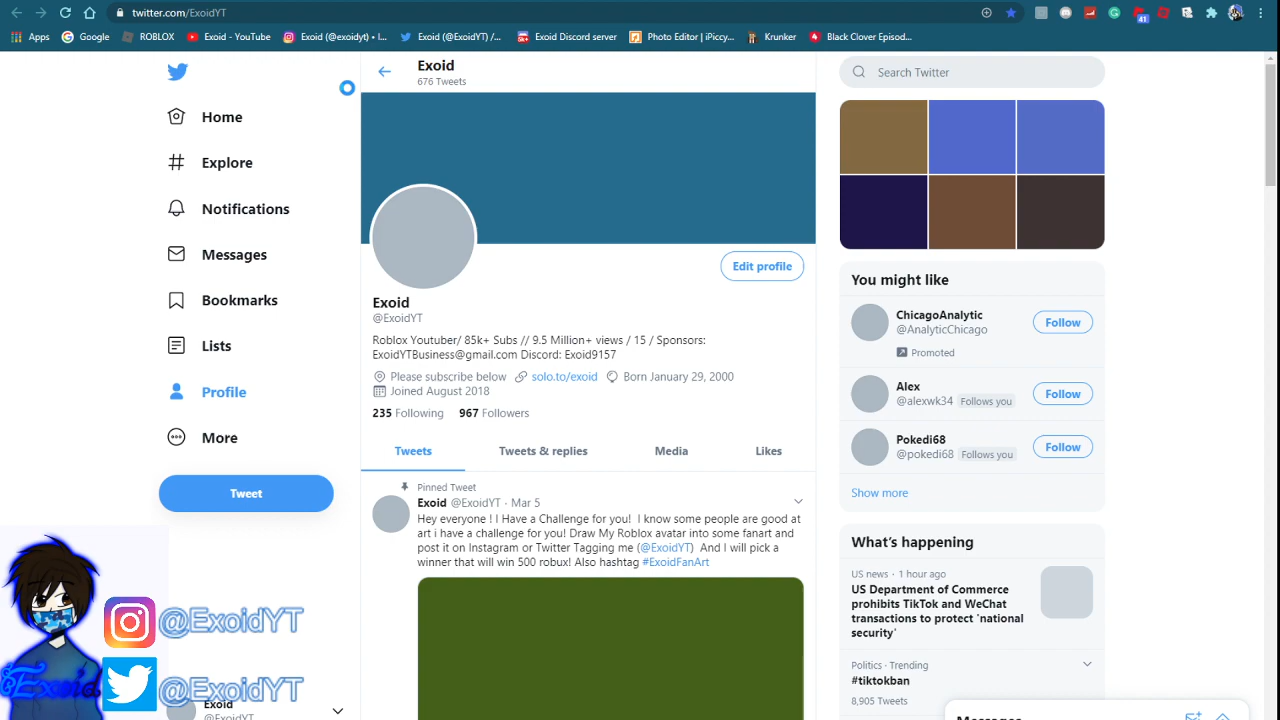 twitter.com/ExoidYT
41
Apps
Google
ROBLOX
Exoid - YouTube
Exoid (@exoidyt) • I...
Exoid (@ExoidYT) /...
Exoid Discord server
Photo Editor | iPiccy...
Krunker
Black Clover Episod...
Home
Explore
Notifications
Messages
Bookmarks
Lists
Profile
More
Tweet
Exoid
676 Tweets
Edit profile
Exoid
@ExoidYT
Roblox Youtuber/ 85k+ Subs // 9.5 Million+ views / 15 / Sponsors:
ExoidYTBusiness@gmail.com Discord: Exoid9157
Please subscribe below solo.to/exoid Born January 29, 2000
Joined August 2018
235 Following 967 Followers
Tweets Tweets & replies Media Likes
Pinned Tweet
Exoid @ExoidYT · Mar 5
Hey everyone ! I Have a Challenge for you! I know some people are good at
art i have a challenge for you! Draw My Roblox avatar into some fanart and
post it on Instagram or Twitter Tagging me (@ExoidYT) And I will pick a
winner that will win 500 robux! Also hashtag #ExoidFanArt
Search Twitter
You might like
ChicagoAnalytic
@AnalyticChicago
Follow
Promoted
Alex
@alexwk34 Follows you
Follow
Pokedi68
@pokedi68 Follows you
Follow
Show more
What's happening
US news · 1 hour ago
US Department of Commerce
prohibits TikTok and WeChat
transactions to protect 'national
security'
Politics · Trending
#tiktokban
8,905 Tweets
Messages
@ExoidYT
@ExoidYT
Exoid
Exoid
@ExoidYT